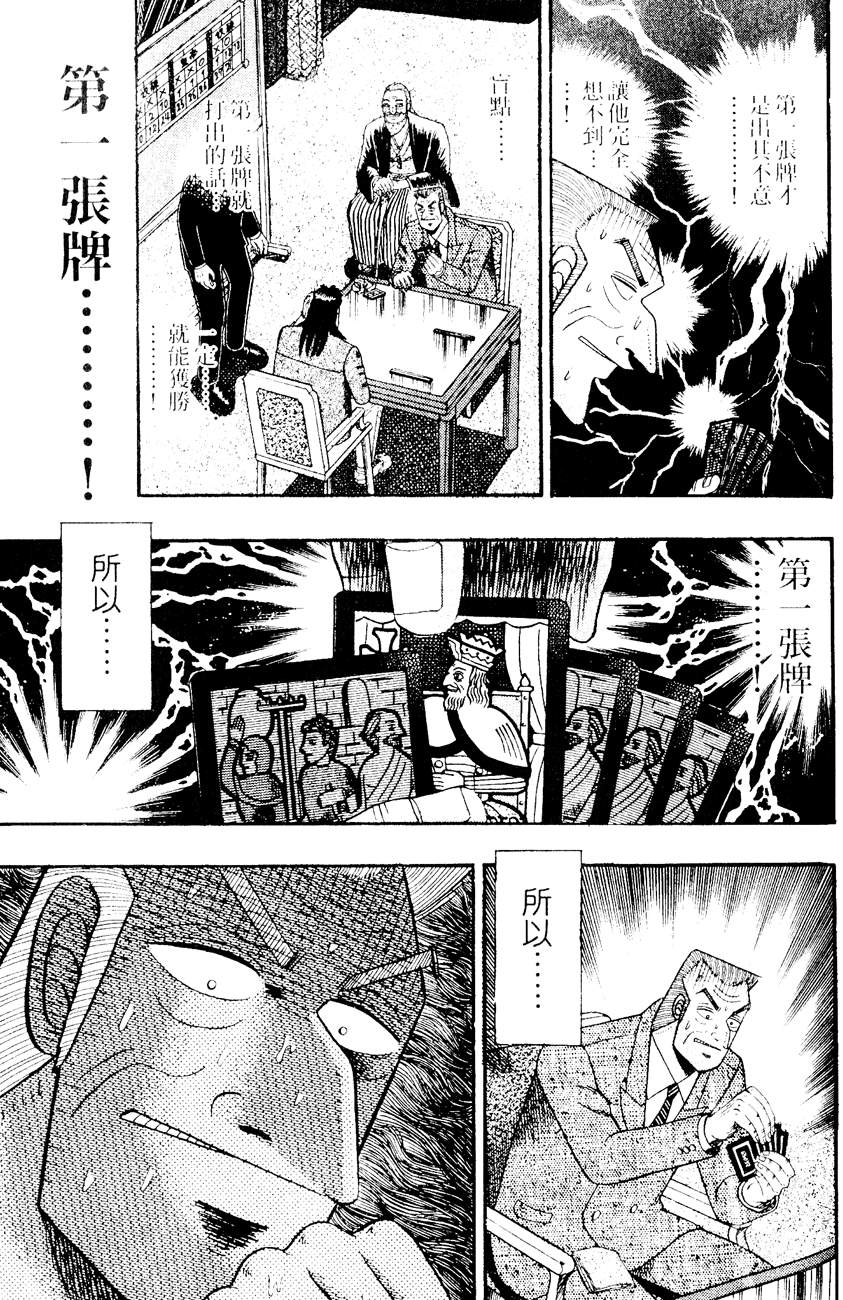 第一張牌才
是出其不意
………！
讓他完全
想不到…
…！
盲點……
第一張牌就
打出的話…
一定……
就能獲勝
………！
第一張牌………！
第一張牌
………！
所以……
所以……